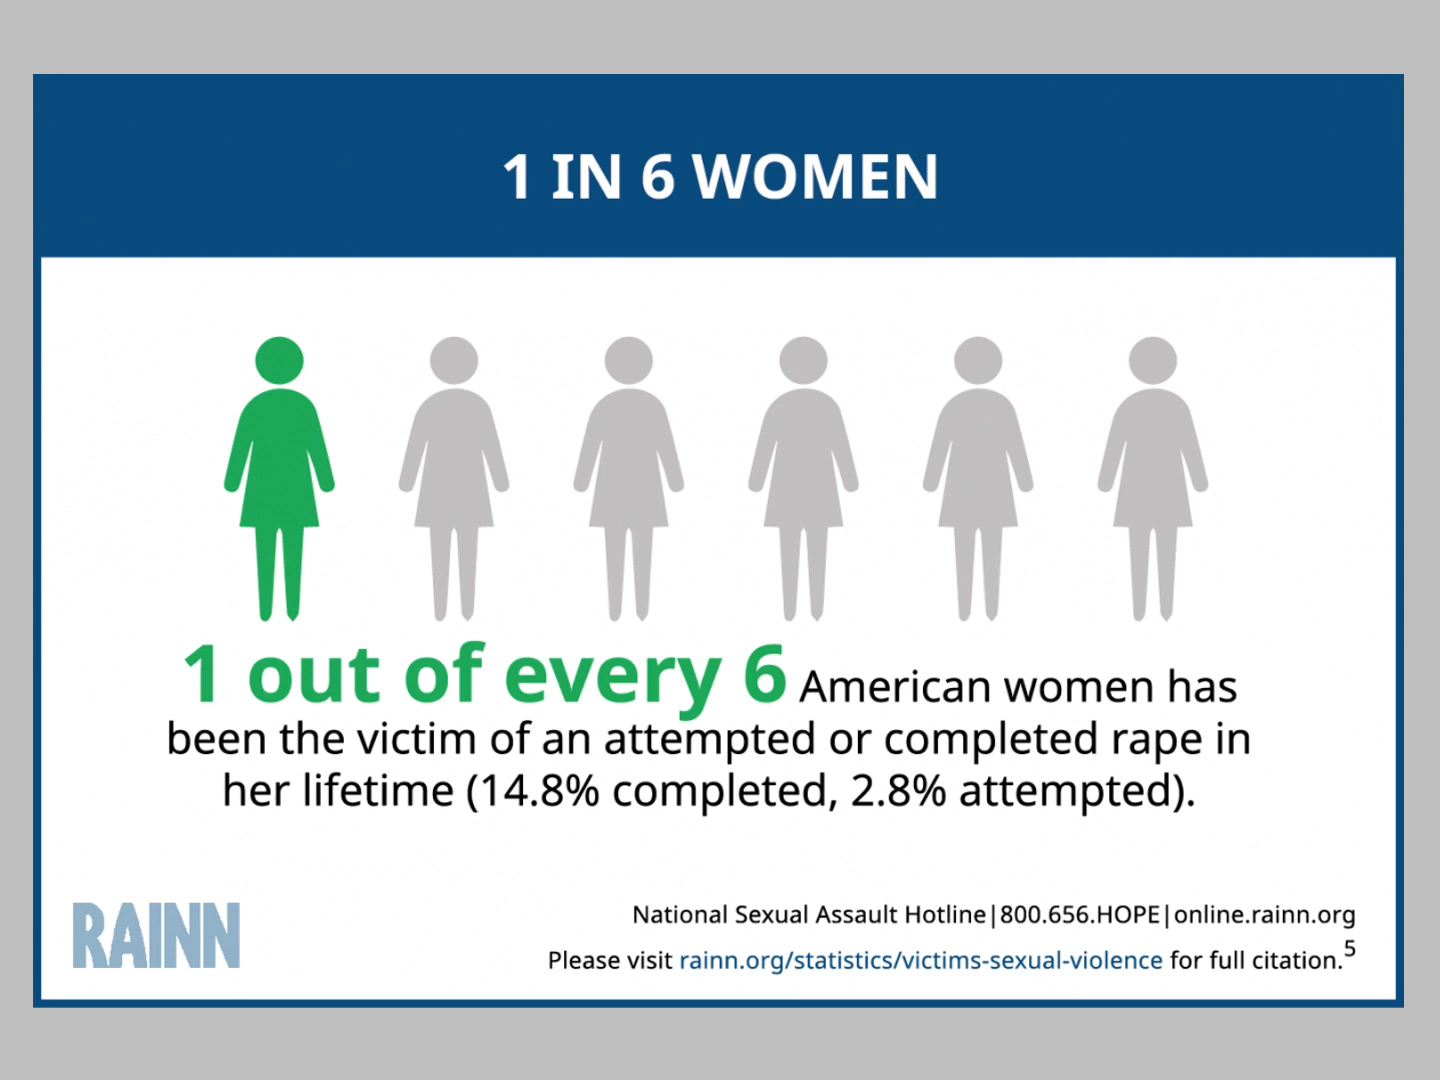 1 IN 6 WOMEN
1 out of every 6 American women has
been the victim of an attempted or completed rape in
her lifetime (14.8% completed, 2.8% attempted).
RAINN
National Sexual Assault Hotline|800.656.HOPE|online.rainn.org
Please visit rainn.org/statistics/victims-sexual-violence for full citation.5